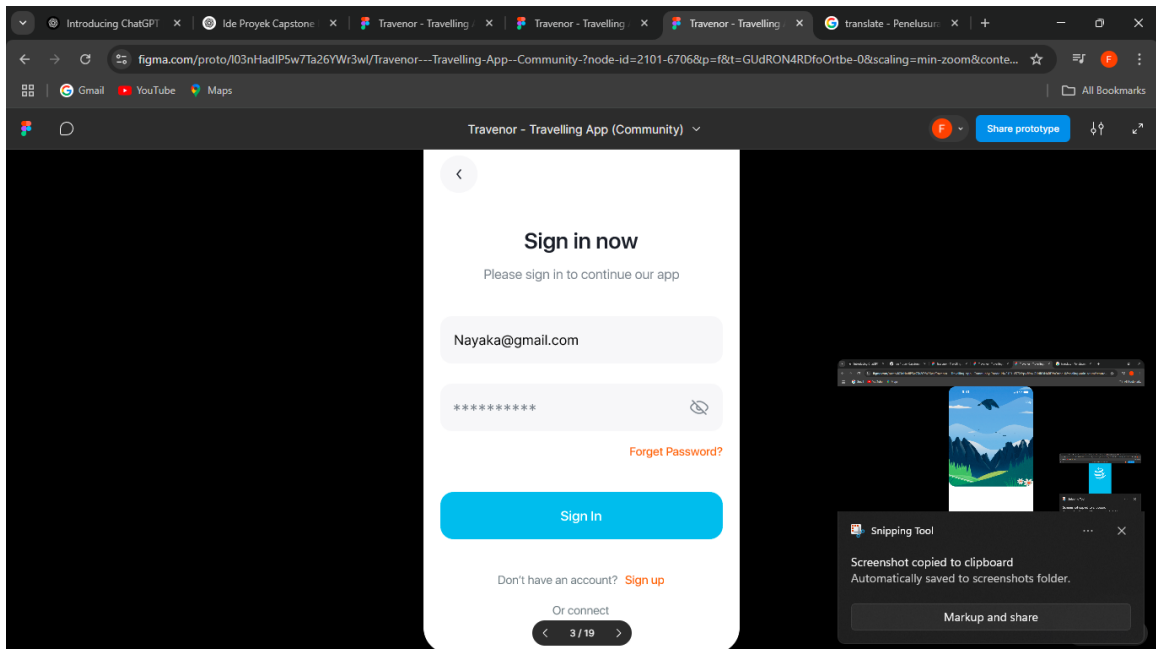 Introducing ChatGPT
Ide Proyek Capstone
Travenor - Travelling /
Travenor - Travelling /
Travenor - Travelling /
translate - Penelusura
figma.com/proto/l03nHadlP5w7Ta26YWr3wl/Travenor---Travelling-App--Community-?node-id=2101-6706&p=f&t=GUdRON4RDfoOrtbe-0&scaling=min-zoom&conte...
F
Gmail
YouTube
Maps
All Bookmarks
Travenor - Travelling App (Community)
F
Share prototype
Sign in now
Please sign in to continue our app
Nayaka@gmail.com
**********
Forget Password?
Sign In
Don't have an account? Sign up
Or connect
3 / 19
Snipping Tool
Screenshot copied to clipboard
Automatically saved to screenshots folder.
Markup and share